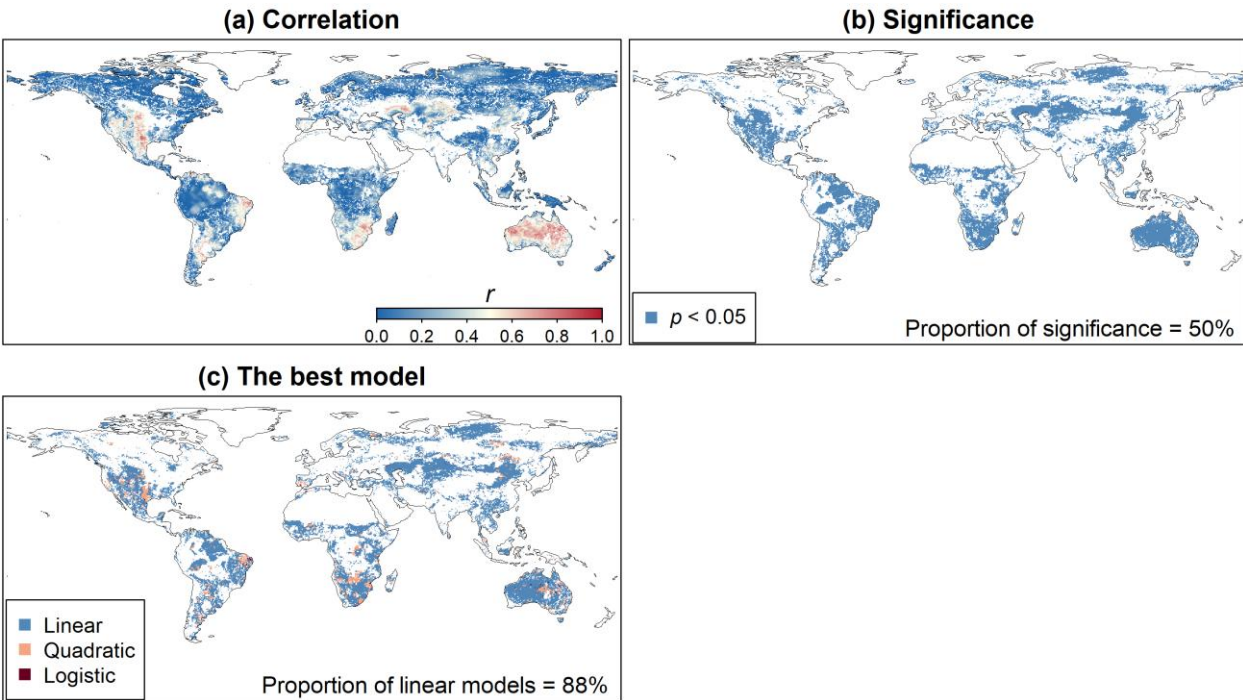 (a) Correlation
(b) Significance
r
0.0 0.2 0.4 0.6 0.8 1.0
p < 0.05
Proportion of significance = 50%
(c) The best model
Linear
Quadratic
Logistic
Proportion of linear models = 88%